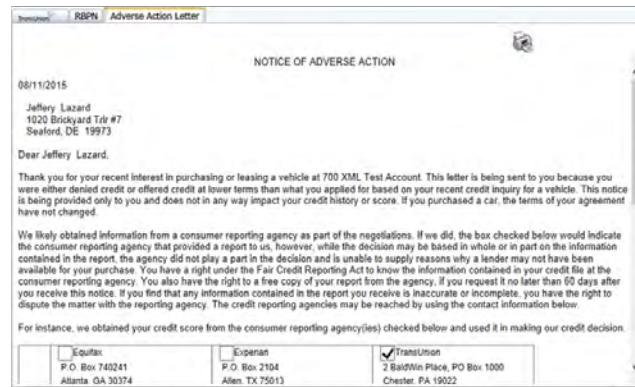 TransUnion RBPN Adverse Action Letter
NOTICE OF ADVERSE ACTION
08/11/2015
Jeffery Lazard
1020 Brickyard Trlr #7
Seaford, DE 19973
Dear Jeffery Lazard,
Thank you for your recent interest in purchasing or leasing a vehicle at 700 XML Test Account. This letter is being sent to you because you
were either denied credit or offered credit at lower terms than what you applied for based on your recent credit inquiry for a vehicle. This notice
is being provided only to you and does not in any way impact your credit history or score. If you purchased a car, the terms of your agreement
have not changed.
We likely obtained information from a consumer reporting agency as part of the negotiations. If we did, the box checked below would indicate
the consumer reporting agency that provided a report to us, however, while the decision may be based in whole or in part on the information
contained in the report, the agency did not play a part in the decision and is unable to supply reasons why a lender may not have been
available for your purchase. You have a right under the Fair Credit Reporting Act to know the information contained in your credit file at the
consumer reporting agency. You also have the right to a free copy of your report from the agency, if you request it no later than 60 days after
you receive this notice. If you find that any information contained in the report you receive is inaccurate or incomplete, you have the right to
dispute the matter with the reporting agency. The credit reporting agencies may be reached by using the contact information below.
For instance, we obtained your credit score from the consumer reporting agency(ies) checked below and used it in making our credit decision.
Equifax Experian TransUnion
P.O. Box 740241 P.O. Box 2104 2 BaldWin Place, PO Box 1000
Atlanta, GA 30374 Allen, TX 75013 Chester, PA 19022